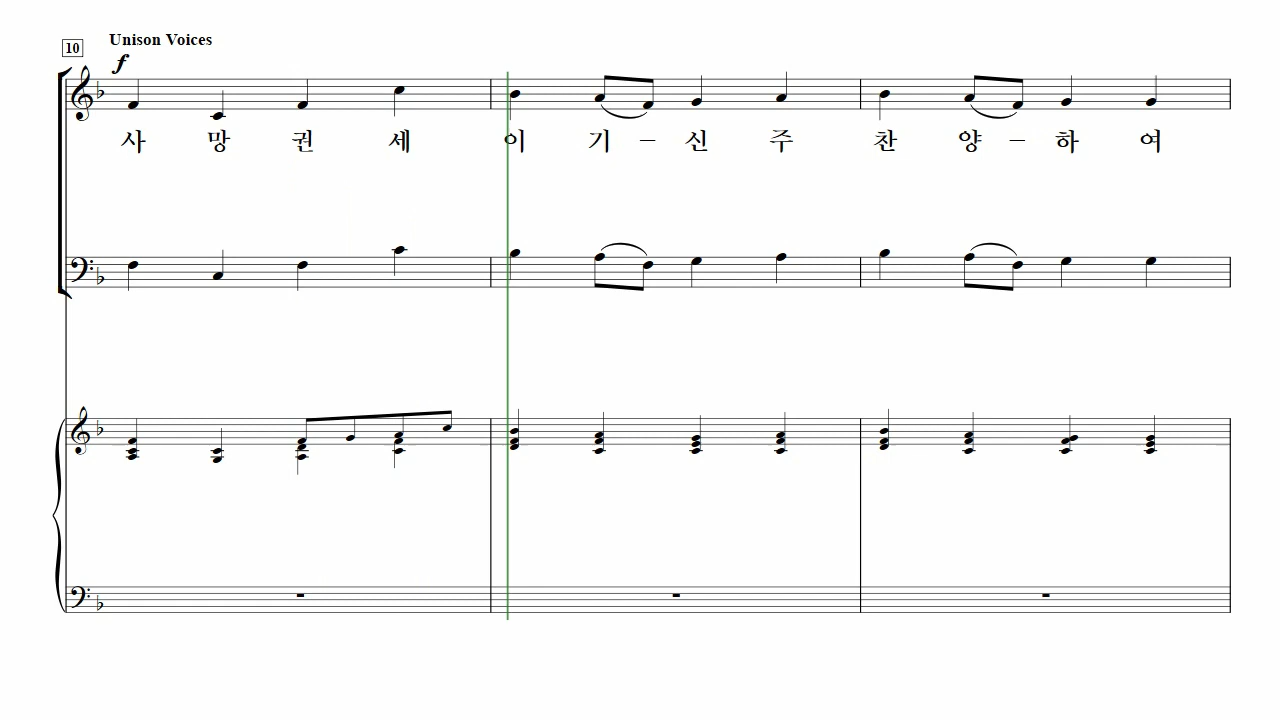 10 Unison Voices
f
사 망 권 세 이 기 – 신 주 찬 양 – 하 여